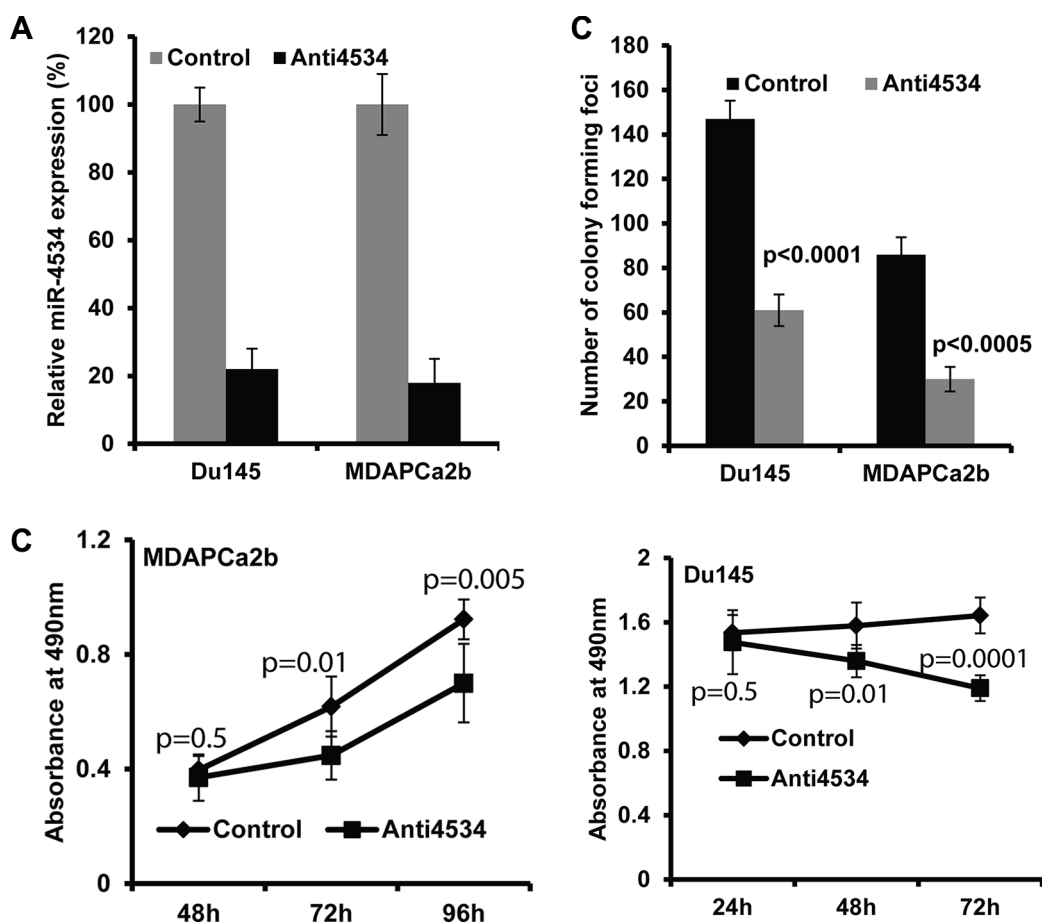 A
Relative miR-4534 expression (%)
120
100
80
60
40
20
0
Control
Anti4534
Du145
MDAPCa2b
C
Number of colony forming foci
180
160
140
120
100
80
60
40
20
0
Control
Anti4534
p<0.0001
p<0.0005
Du145
MDAPCa2b
C
Absorbance at 490nm
1.2
0.8
0.4
0
MDAPCa2b
p=0.005
p=0.01
p=0.5
Control
Anti4534
48h
72h
96h
Absorbance at 490nm
2
1.6
1.2
0.8
0.4
0
Du145
p=0.5
p=0.01
p=0.0001
Control
Anti4534
24h
48h
72h